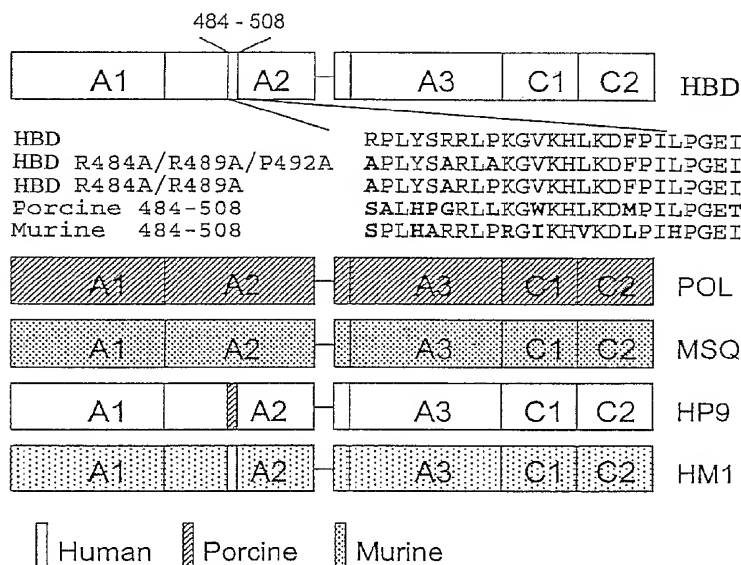 484 - 508
A1 A2 A3 C1 C2 HBD
HBD RPLYSRRLPKGVKHLKDFPILPGEI
HBD R484A/R489A/P492A APLYSARLAKGVKHLKDFPILPGEI
HBD R484A/R489A APLYSARLPKGVKHLKDFPILPGEI
Porcine 484-508 SALHPGRLLKGWKHLKDMPILPGET
Murine 484-508 SPLHARRLPRGIKHVKDLPIHPGEI
A1 A2 A3 C1 C2 POL
A1 A2 A3 C1 C2 MSQ
A1 A2 A3 C1 C2 HP9
A1 A2 A3 C1 C2 HM1
Human Porcine Murine